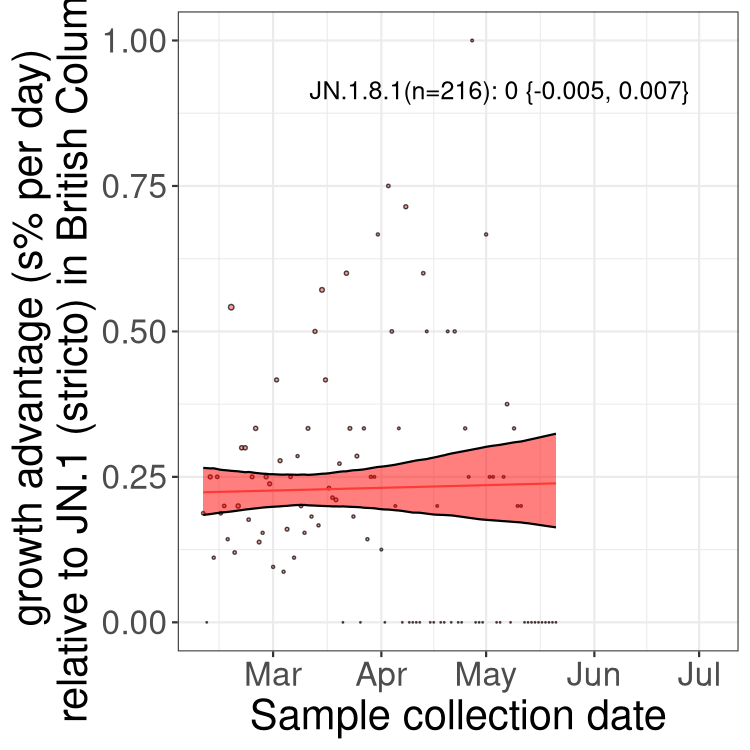 growth advantage (s% per day)
relative to JN.1 (stricto) in British Colum
1.00
0.75
0.50
0.25
0.00
JN.1.8.1(n=216): 0 {-0.005, 0.007}
Mar Apr May Jun Jul
Sample collection date